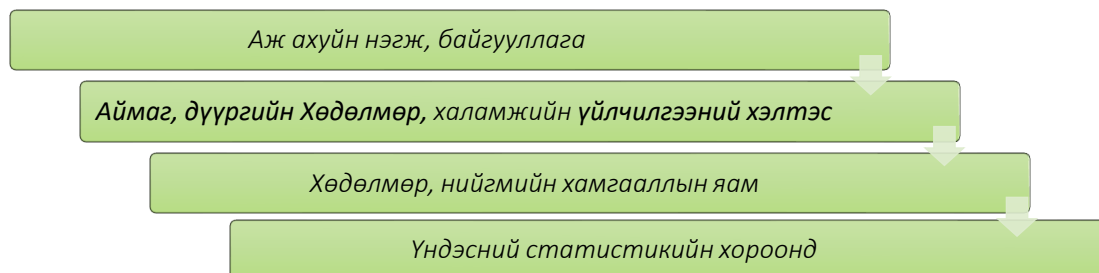 Аж ахуйн нэгж, байгууллага
Аймаг, дүүргийн Хөдөлмөр, халамжийн үйлчилгээний хэлтэс
Хөдөлмөр, нийгмийн хамгааллын яам
Үндэсний статистикийн хороонд